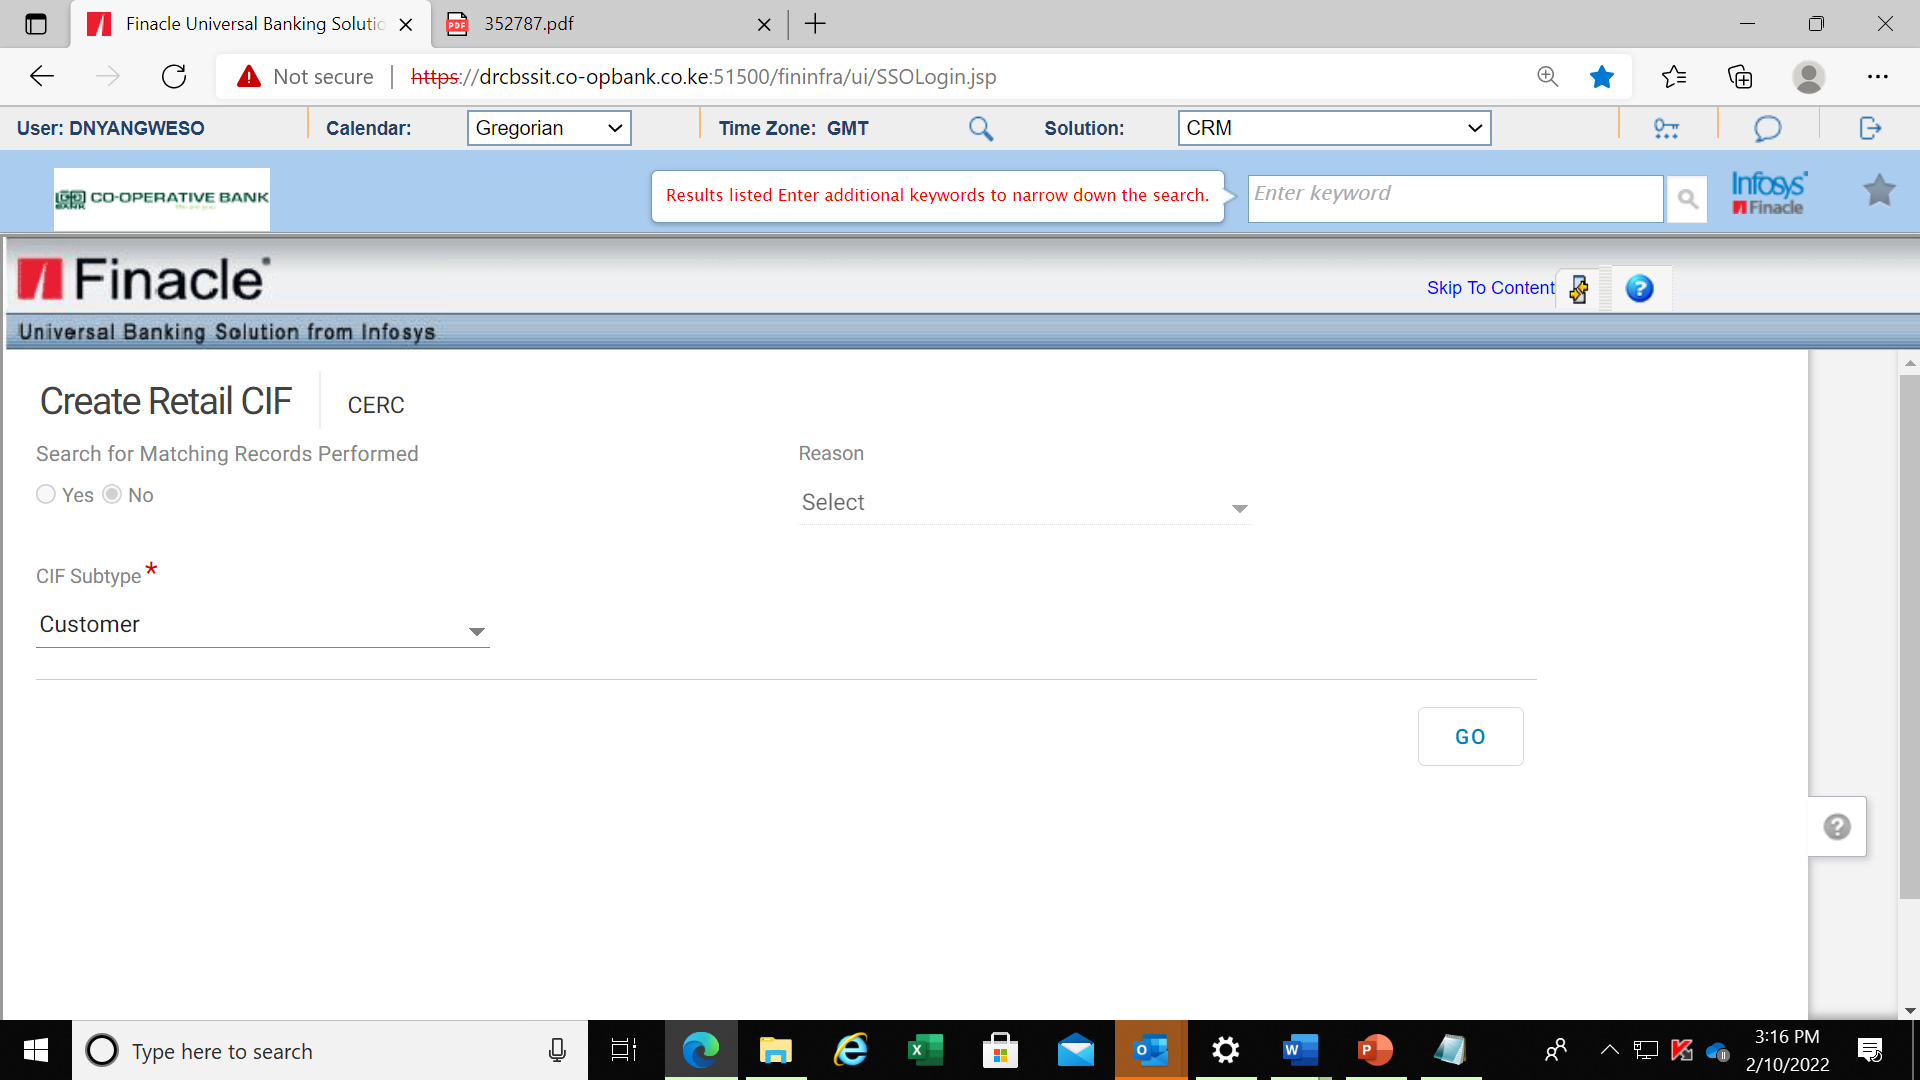 Finacle Universal Banking Solutio
352787.pdf
Not secure https://drcbssit.co-opbank.co.ke:51500/fininfra/ui/SSOLogin.jsp
User: DNYANGWESO Calendar: Gregorian Time Zone: GMT Solution: CRM
CO-OPERATIVE BANK
Results listed Enter additional keywords to narrow down the search.
Enter keyword
Infosys
Finacle
Finacle
Skip To Content
Universal Banking Solution from Infosys
Create Retail CIF CERC
Search for Matching Records Performed
Yes No
Reason
Select
CIF Subtype*
Customer
GO
Type here to search
3:16 PM
2/10/2022